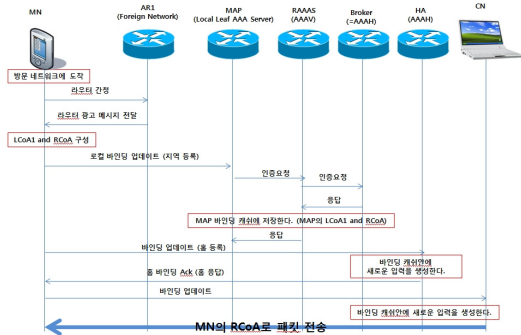 MN
AR1
(Foreign Network)
MAP
(Local Leaf AAA Server)
RAAAS
(AAAV)
Broker
(=AAAH)
HA
(AAAH)
CN
방문 네트워크에 도착
라우터 간청
라우터 광고 메시지 전달
LCoA1 and RCoA 구성
로컬 바인딩 업데이트 (지역 등록)
인증요청
인증요청
응답
MAP 바인딩 캐쉬에 저장한다. (MAP의 LCoA1 and RCoA)
응답
바인딩 업데이트 (홈 등록)
바인딩 캐쉬안에
새로운 입력을 생성한다.
홈 바인딩 Ack (홈 응답)
바인딩 업데이트
바인딩 캐쉬안에 새로운 입력을 생성한다.
MN의 RCoA로 패킷 전송